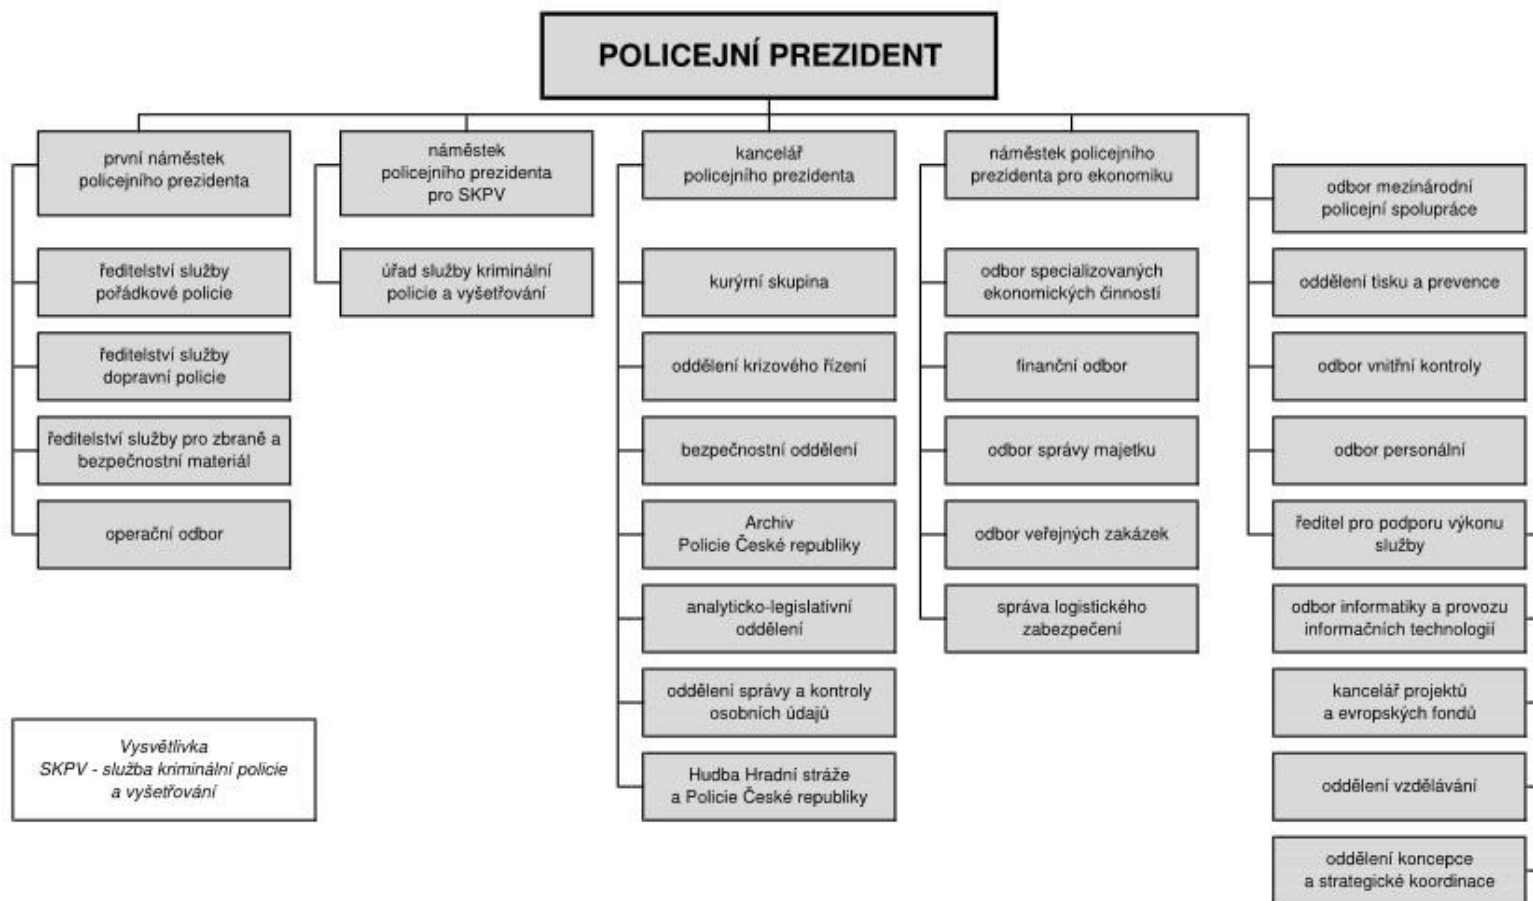 POLICEJNÍ PREZIDENT
první náměstek
policejního prezidenta
ředitelství služby
pořádkové policie
ředitelství služby
dopravní policie
ředitelství služby pro zbraně a
bezpečnostní materiál
operační odbor
náměstek
policejního prezidenta
pro SKPV
úřad služby kriminální
policie a vyšetřování
kancelář
policejního prezidenta
kurýrní skupina
oddělení krizového řízení
bezpečnostní oddělení
Archiv
Policie České republiky
analyticko-legislativní
oddělení
oddělení správy a kontroly
osobních údajů
Hudba Hradní stráže
a Policie České republiky
náměstek policejního
prezidenta pro ekonomiku
odbor specializovaných
ekonomických činností
finanční odbor
odbor správy majetku
odbor veřejných zakázek
správa logistického
zabezpečení
odbor mezinárodní
policejní spolupráce
oddělení tisku a prevence
odbor vnitřní kontroly
odbor personální
ředitel pro podporu výkonu
služby
odbor informatiky a provozu
informačních technologií
kancelář projektů
a evropských fondů
oddělení vzdělávání
oddělení koncepce
a strategické koordinace
Vysvětlivka
SKPV - služba kriminální policie
a vyšetřování